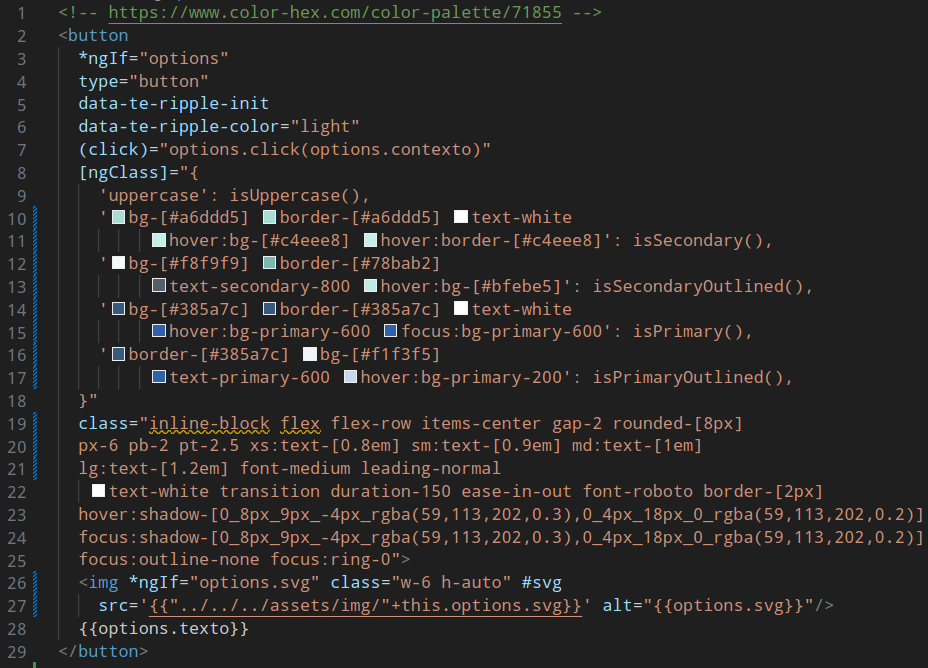 1 <!-- https://www.color-hex.com/color-palette/71855 -->
2 <button
3 *ngIf="options"
4 type="button"
5 data-te-ripple-init
6 data-te-ripple-color="light"
7 (click)="options.click(options.contexto)"
8 [ngClass]="{
9 'uppercase': isUppercase(),
10 'bg-[#a6ddd5] border-[#a6ddd5] text-white
11 hover:bg-[#c4eee8] hover:border-[#c4eee8]': isSecondary(),
12 'bg-[#f8f9f9] border-[#78bab2]
13 text-secondary-800 hover:bg-[#bfebe5]': isSecondaryOutlined(),
14 'bg-[#385a7c] border-[#385a7c] text-white
15 hover:bg-primary-600 focus:bg-primary-600': isPrimary(),
16 'border-[#385a7c] bg-[#f1f3f5]
17 text-primary-600 hover:bg-primary-200': isPrimaryOutlined(),
18 }"
19 class="inline-block flex flex-row items-center gap-2 rounded-[8px]
20 px-6 pb-2 pt-2.5 xs:text-[0.8em] sm:text-[0.9em] md:text-[1em]
21 lg:text-[1.2em] font-medium leading-normal
22 text-white transition duration-150 ease-in-out font-roboto border-[2px]
23 hover:shadow-[0_8px_9px_-4px_rgba(59,113,202,0.3),0_4px_18px_0_rgba(59,113,202,0.2)]
24 focus:shadow-[0_8px_9px_-4px_rgba(59,113,202,0.3),0_4px_18px_0_rgba(59,113,202,0.2)]
25 focus:outline-none focus:ring-0">
26 <img *ngIf="options.svg" class="w-6 h-auto" #svg
27 src='{{"../../../assets/img/"+this.options.svg}}' alt="{{options.svg}}"/>
28 {{options.texto}}
29 </button>